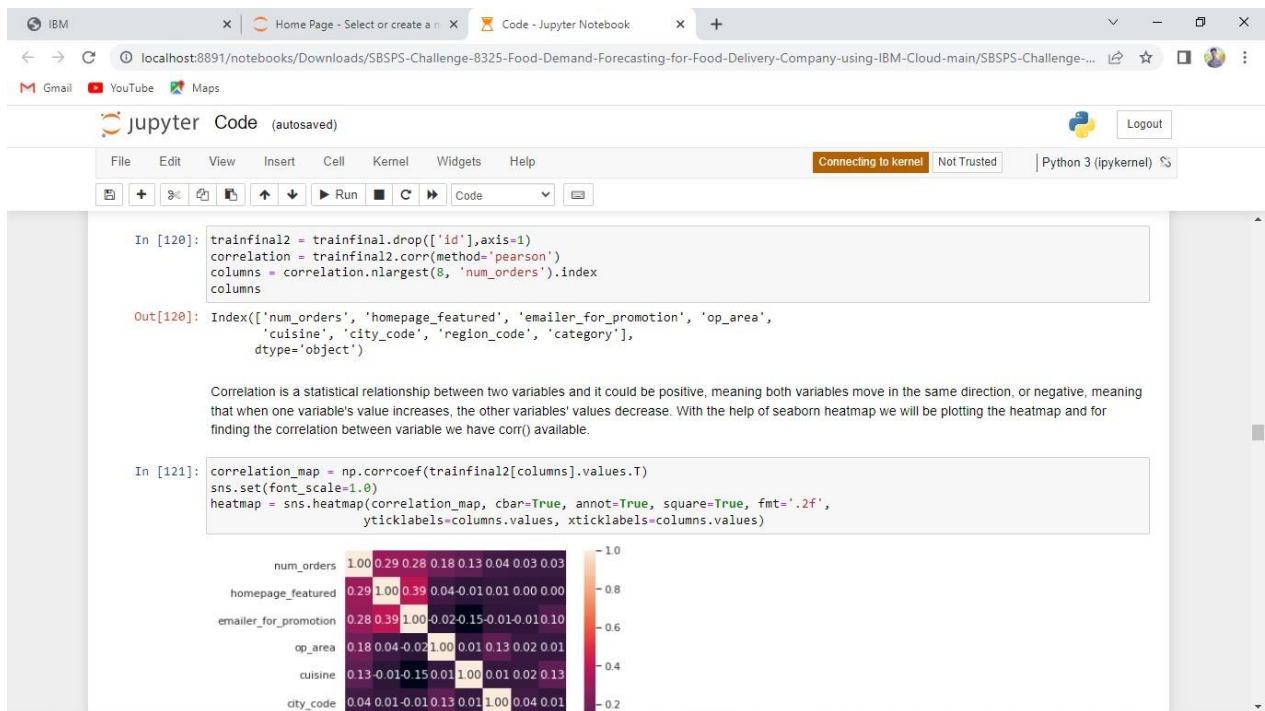 IBM
Home Page - Select or create a n
Code - Jupyter Notebook
localhost:8891/notebooks/Downloads/SBSPS-Challenge-8325-Food-Demand-Forecasting-for-Food-Delivery-Company-using-IBM-Cloud-main/SBSPS-Challenge-...
Gmail YouTube Maps
jupyter Code (autosaved)
Logout
File Edit View Insert Cell Kernel Widgets Help
Connecting to kernel Not Trusted Python 3 (ipykernel)
Run Code
In [120]: trainfinal2 = trainfinal.drop(['id'],axis=1)
correlation = trainfinal2.corr(method='pearson')
columns = correlation.nlargest(8, 'num_orders').index
columns
Out[120]: Index(['num_orders', 'homepage_featured', 'emailer_for_promotion', 'op_area',
'cuisine', 'city_code', 'region_code', 'category'],
dtype='object')
Correlation is a statistical relationship between two variables and it could be positive, meaning both variables move in the same direction, or negative, meaning
that when one variable's value increases, the other variables' values decrease. With the help of seaborn heatmap we will be plotting the heatmap and for
finding the correlation between variable we have corr() available.
In [121]: correlation_map = np.corrcoef(trainfinal2[columns].values.T)
sns.set(font_scale=1.0)
heatmap = sns.heatmap(correlation_map, cbar=True, annot=True, square=True, fmt='.2f',
yticklabels=columns.values, xticklabels=columns.values)
1.0
num_orders 1.00 0.29 0.28 0.18 0.13 0.04 0.03 0.03
homepage_featured 0.29 1.00 0.39 0.04 -0.01 0.01 0.00 0.00
0.8
emailer_for_promotion 0.28 0.39 1.00 -0.02 -0.15 -0.01 -0.01 0.10
0.6
op_area 0.18 0.04 -0.02 1.00 0.01 0.13 0.02 0.01
0.4
cuisine 0.13 -0.01 -0.15 0.01 1.00 0.01 0.02 0.13
city_code 0.04 0.01 -0.01 0.13 0.01 1.00 0.04 0.01
0.2